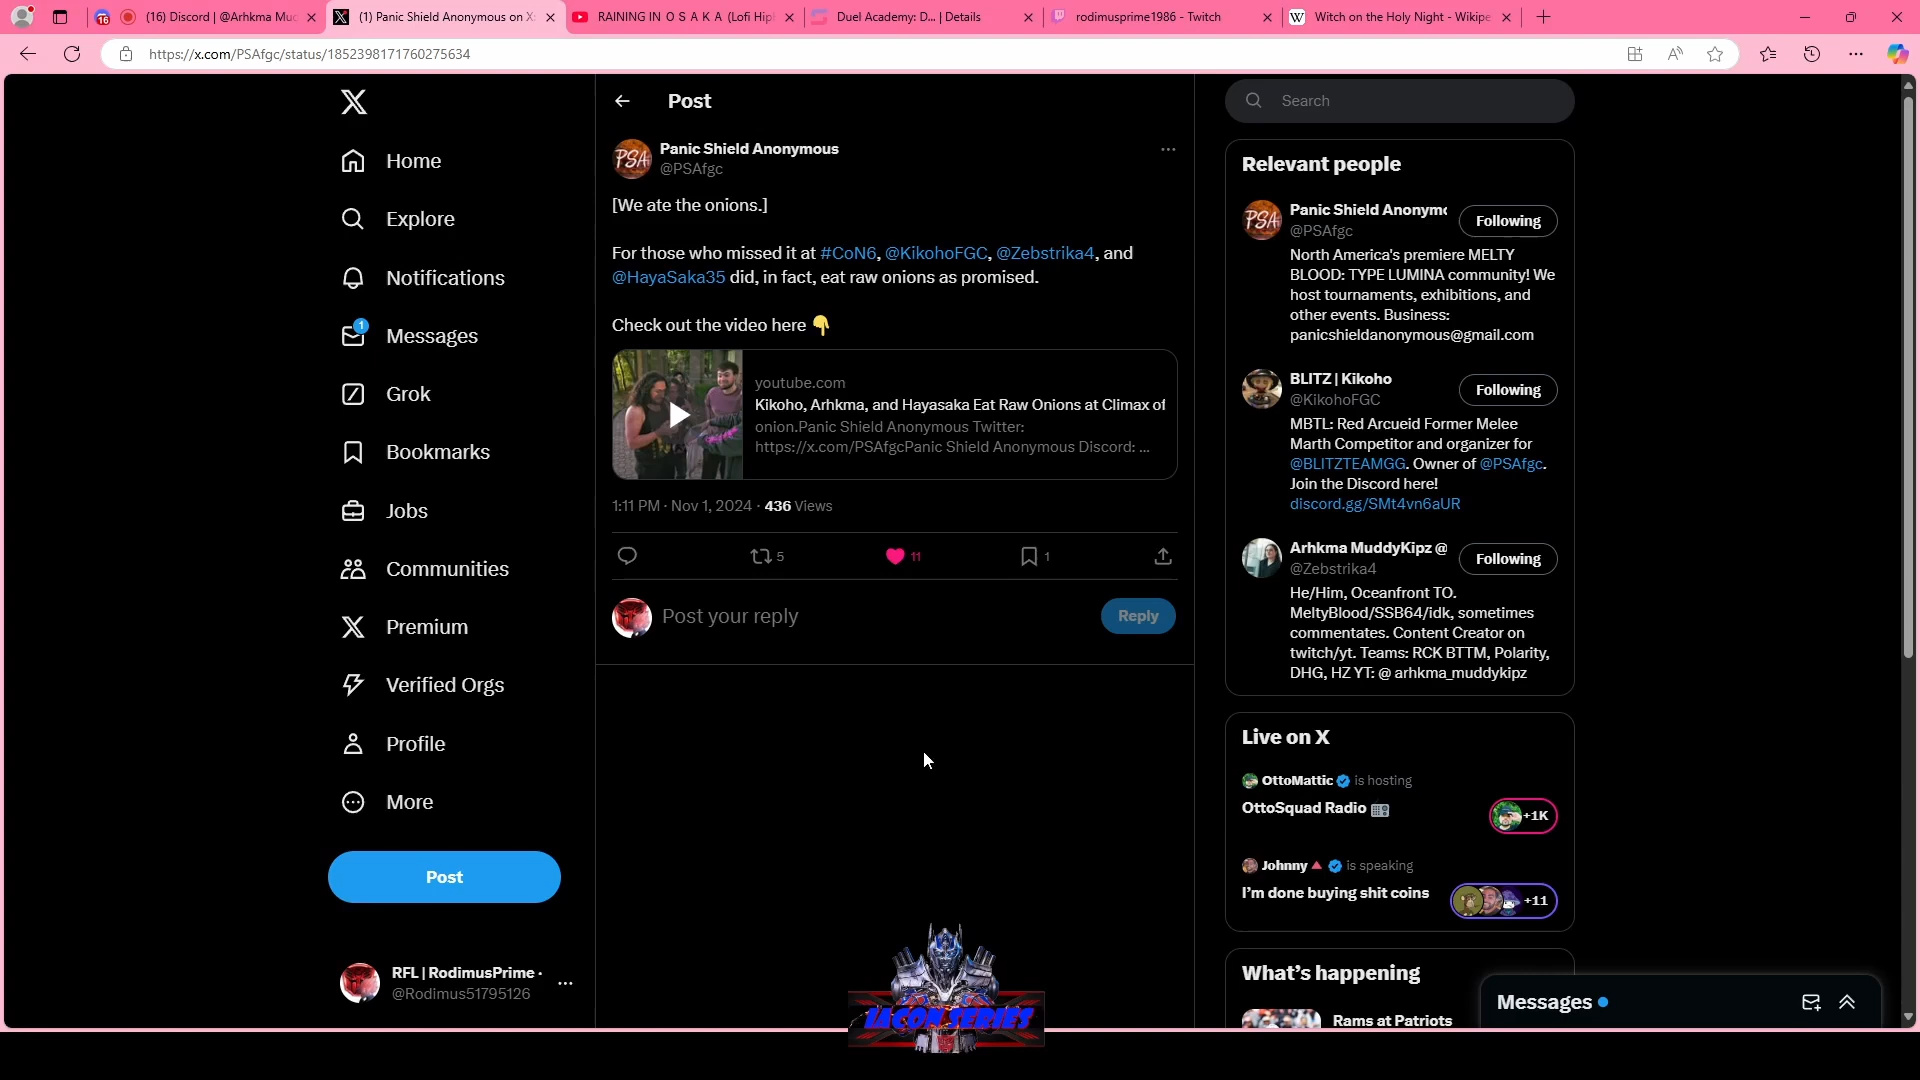 16
(16) Discord | @Arhkma Muc
(1) Panic Shield Anonymous on X:
RAINING IN O S A K A (Lofi Hip
Duel Academy: D... | Details
rodimusprime1986 - Twitch
Witch on the Holy Night - Wikipe
https://x.com/PSAfgc/status/1852398171760275634
Home
Explore
Notifications
1
Messages
Grok
Bookmarks
Jobs
Communities
Premium
Verified Orgs
Profile
More
Post
RFL | RodimusPrime ·
@Rodimus51795126
Post
PSA
Panic Shield Anonymous
@PSAfgc
[We ate the onions.]
For those who missed it at #CoN6, @KikohoFGC, @Zebstrika4, and
@HayaSaka35 did, in fact, eat raw onions as promised.
Check out the video here 👇
youtube.com
Kikoho, Arhkma, and Hayasaka Eat Raw Onions at Climax of
onion.Panic Shield Anonymous Twitter:
https://x.com/PSAfgcPanic Shield Anonymous Discord: ...
1:11 PM · Nov 1, 2024 · 436 Views
5
11
1
Post your reply
Reply
IACON SERIES
Search
Relevant people
PSA
Panic Shield Anonymo
@PSAfgc
Following
North America's premiere MELTY
BLOOD: TYPE LUMINA community! We
host tournaments, exhibitions, and
other events. Business:
panicshieldanonymous@gmail.com
BLITZ | Kikoho
@KikohoFGC
Following
MBTL: Red Arcueid Former Melee
Marth Competitor and organizer for
@BLITZTEAMGG. Owner of @PSAfgc.
Join the Discord here!
discord.gg/SMt4vn6aUR
Arhkma MuddyKipz @
@Zebstrika4
Following
He/Him, Oceanfront TO.
MeltyBlood/SSB64/idk, sometimes
commentates. Content Creator on
twitch/yt. Teams: RCK BTTM, Polarity,
DHG, HZ YT: @ arhkma_muddykipz
Live on X
OttoMattic is hosting
OttoSquad Radio 📻
+1K
Johnny 🔺 is speaking
I'm done buying shit coins
+11
What's happening
Rams at Patriots
Messages